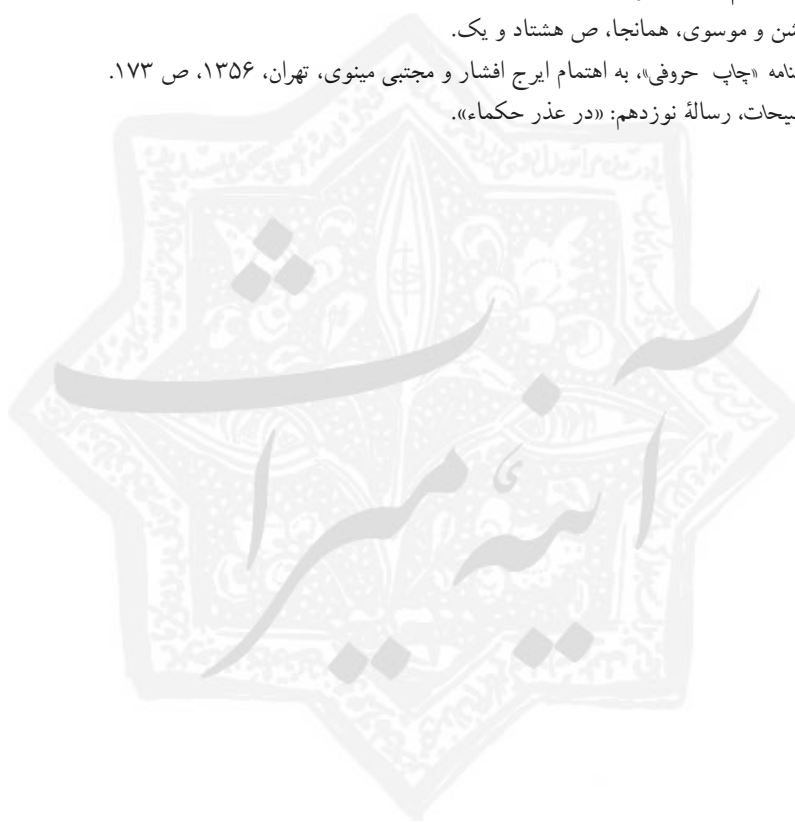 شن و موسوی، همانجا، ص هشتاد و یک.
نامه «چاپ حروفی»، به اهتمام ایرج افشار و مجتبی مینوی، تهران، ۱۳۵۶، ص ۱۷۳.
یحات، رسالهٔ نوزدهم: «در عذر حکماء».
آینهٔ میراث